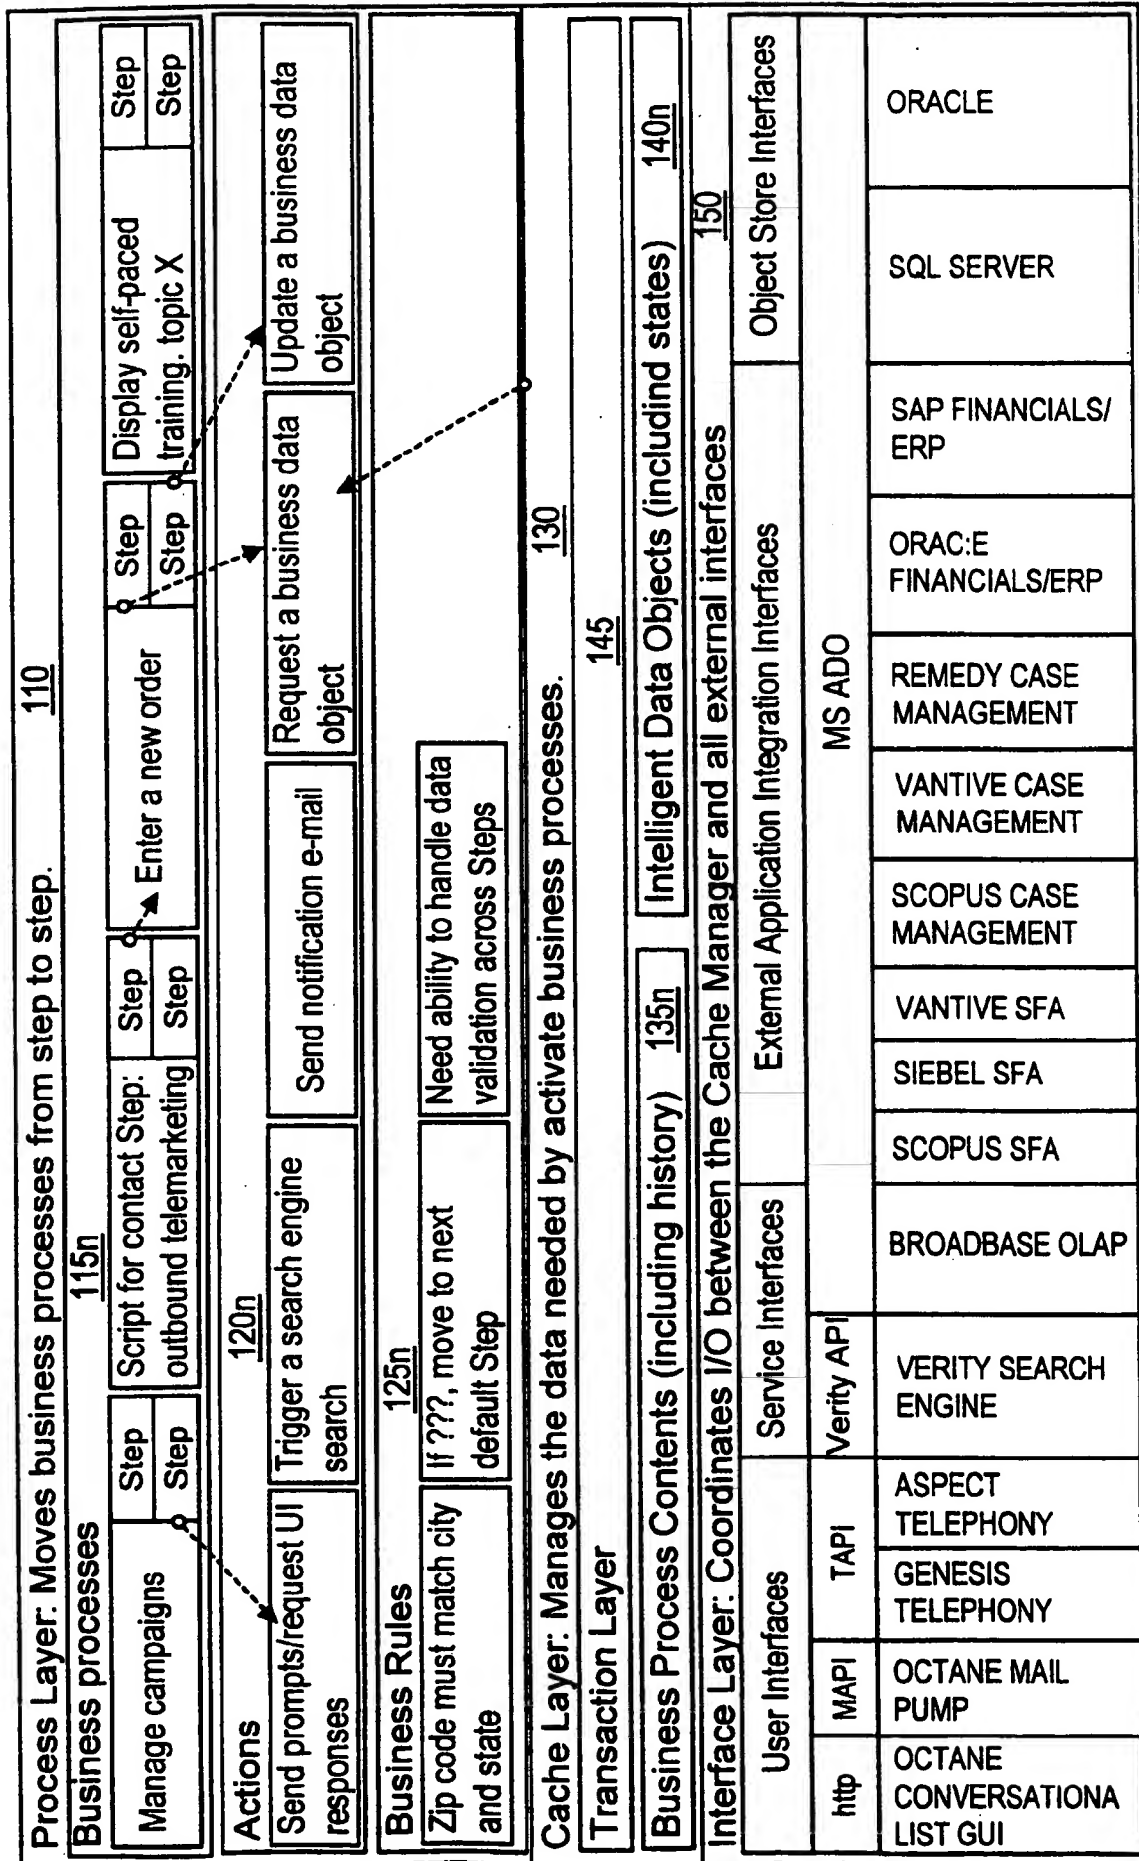 Process Layer: Moves business processes from step to step. 110
Business processes 115n
Manage campaigns
Step
Step
Script for contact Step:
outbound telemarketing
Step
Step
Enter a new order
Step
Step
Display self-paced
training. topic X
Step
Step
Actions 120n
Send prompts/request UI
responses
Trigger a search engine
search
Send notification e-mail
Request a business data
object
Update a business data
object
Business Rules 125n
Zip code must match city
and state
If ???, move to next
default Step
Need ability to handle data
validation across Steps
Cache Layer: Manages the data needed by activate business processes. 130
Transaction Layer 145
Business Process Contents (including history) 135n
Intelligent Data Objects (includind states) 140n
Interface Layer: Coordinates I/O between the Cache Manager and all external interfaces 150
User Interfaces
Service Interfaces
External Application Integration Interfaces
Object Store Interfaces
http
MAPI
TAPI
Verity API
MS ADO
OCTANE
CONVERSATIONA
LIST GUI
OCTANE MAIL
PUMP
GENESIS
TELEPHONY
ASPECT
TELEPHONY
VERITY SEARCH
ENGINE
BROADBASE OLAP
SCOPUS SFA
SIEBEL SFA
VANTIVE SFA
SCOPUS CASE
MANAGEMENT
VANTIVE CASE
MANAGEMENT
REMEDY CASE
MANAGEMENT
ORAC:E
FINANCIALS/ERP
SAP FINANCIALS/
ERP
SQL SERVER
ORACLE